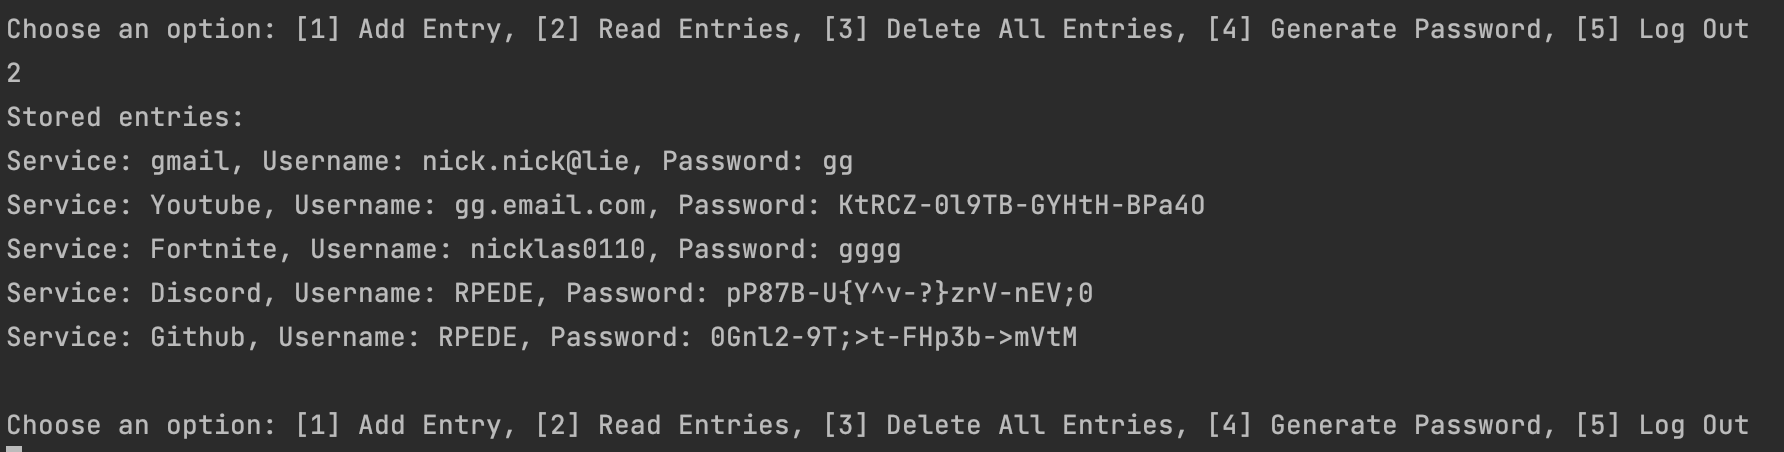 Choose an option: [1] Add Entry, [2] Read Entries, [3] Delete All Entries, [4] Generate Password, [5] Log Out
2
Stored entries:
Service: gmail, Username: nick.nick@lie, Password: gg
Service: Youtube, Username: gg.email.com, Password: KtRCZ-0l9TB-GYHtH-BPa4O
Service: Fortnite, Username: nicklas0110, Password: gggg
Service: Discord, Username: RPEDE, Password: pP87B-U{Y^v-?}zrV-nEV;0
Service: Github, Username: RPEDE, Password: 0Gnl2-9T;>t-FHp3b->mVtM
Choose an option: [1] Add Entry, [2] Read Entries, [3] Delete All Entries, [4] Generate Password, [5] Log Out